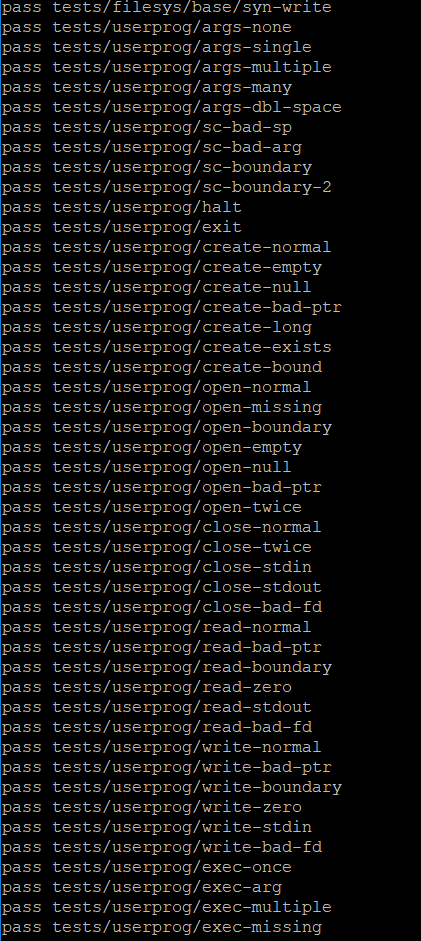 pass tests/filesys/base/syn-write
pass tests/userprog/args-none
pass tests/userprog/args-single
pass tests/userprog/args-multiple
pass tests/userprog/args-many
pass tests/userprog/args-dbl-space
pass tests/userprog/sc-bad-sp
pass tests/userprog/sc-bad-arg
pass tests/userprog/sc-boundary
pass tests/userprog/sc-boundary-2
pass tests/userprog/halt
pass tests/userprog/exit
pass tests/userprog/create-normal
pass tests/userprog/create-empty
pass tests/userprog/create-null
pass tests/userprog/create-bad-ptr
pass tests/userprog/create-long
pass tests/userprog/create-exists
pass tests/userprog/create-bound
pass tests/userprog/open-normal
pass tests/userprog/open-missing
pass tests/userprog/open-boundary
pass tests/userprog/open-empty
pass tests/userprog/open-null
pass tests/userprog/open-bad-ptr
pass tests/userprog/open-twice
pass tests/userprog/close-normal
pass tests/userprog/close-twice
pass tests/userprog/close-stdin
pass tests/userprog/close-stdout
pass tests/userprog/close-bad-fd
pass tests/userprog/read-normal
pass tests/userprog/read-bad-ptr
pass tests/userprog/read-boundary
pass tests/userprog/read-zero
pass tests/userprog/read-stdout
pass tests/userprog/read-bad-fd
pass tests/userprog/write-normal
pass tests/userprog/write-bad-ptr
pass tests/userprog/write-boundary
pass tests/userprog/write-zero
pass tests/userprog/write-stdin
pass tests/userprog/write-bad-fd
pass tests/userprog/exec-once
pass tests/userprog/exec-arg
pass tests/userprog/exec-multiple
pass tests/userprog/exec-missing